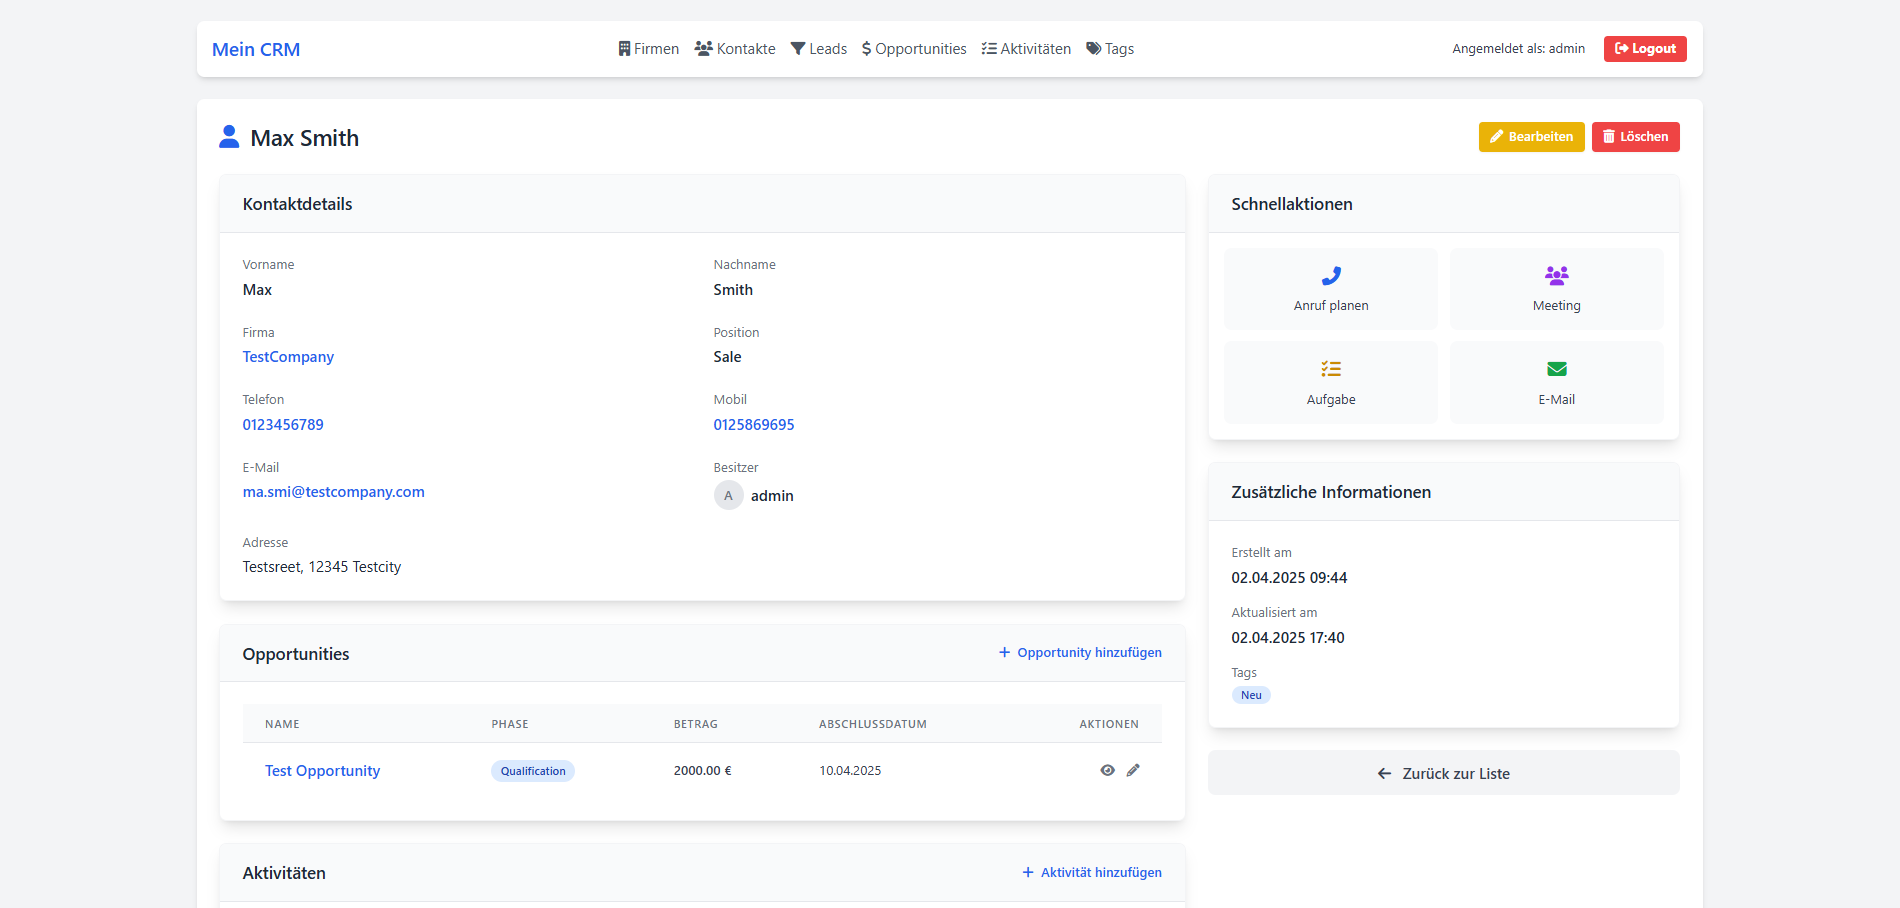 Mein CRM
Firmen Kontakte Leads Opportunities Aktivitäten Tags
Angemeldet als: admin
Logout
Max Smith
Bearbeiten Löschen
Kontaktdetails
Vorname
Max
Nachname
Smith
Firma
TestCompany
Position
Sale
Telefon
0123456789
Mobil
0125869695
E-Mail
ma.smi@testcompany.com
Besitzer
A admin
Adresse
Testsreet, 12345 Testcity
Opportunities
+ Opportunity hinzufügen
NAME PHASE BETRAG ABSCHLUSSDATUM AKTIONEN
Test Opportunity Qualification 2000.00 € 10.04.2025
Aktivitäten
+ Aktivität hinzufügen
Schnellaktionen
Anruf planen
Meeting
Aufgabe
E-Mail
Zusätzliche Informationen
Erstellt am
02.04.2025 09:44
Aktualisiert am
02.04.2025 17:40
Tags
Neu
← Zurück zur Liste